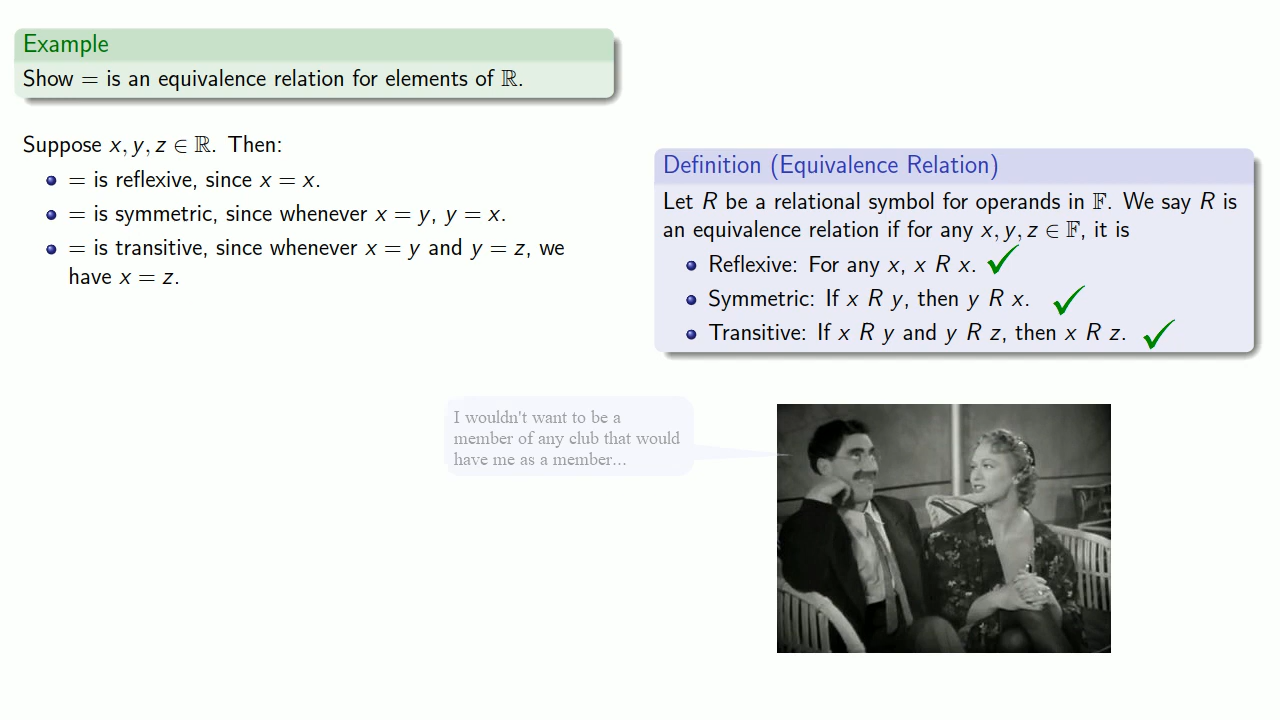 Example
Show = is an equivalence relation for elements of ℝ.
Suppose x, y, z ∈ ℝ. Then:
= is reflexive, since x = x.
= is symmetric, since whenever x = y, y = x.
= is transitive, since whenever x = y and y = z, we
have x = z.
Definition (Equivalence Relation)
Let R be a relational symbol for operands in 𝔽. We say R is
an equivalence relation if for any x, y, z ∈ 𝔽, it is
Reflexive: For any x, x R x.
Symmetric: If x R y, then y R x.
Transitive: If x R y and y R z, then x R z.
I wouldn't want to be a
member of any club that would
have me as a member...